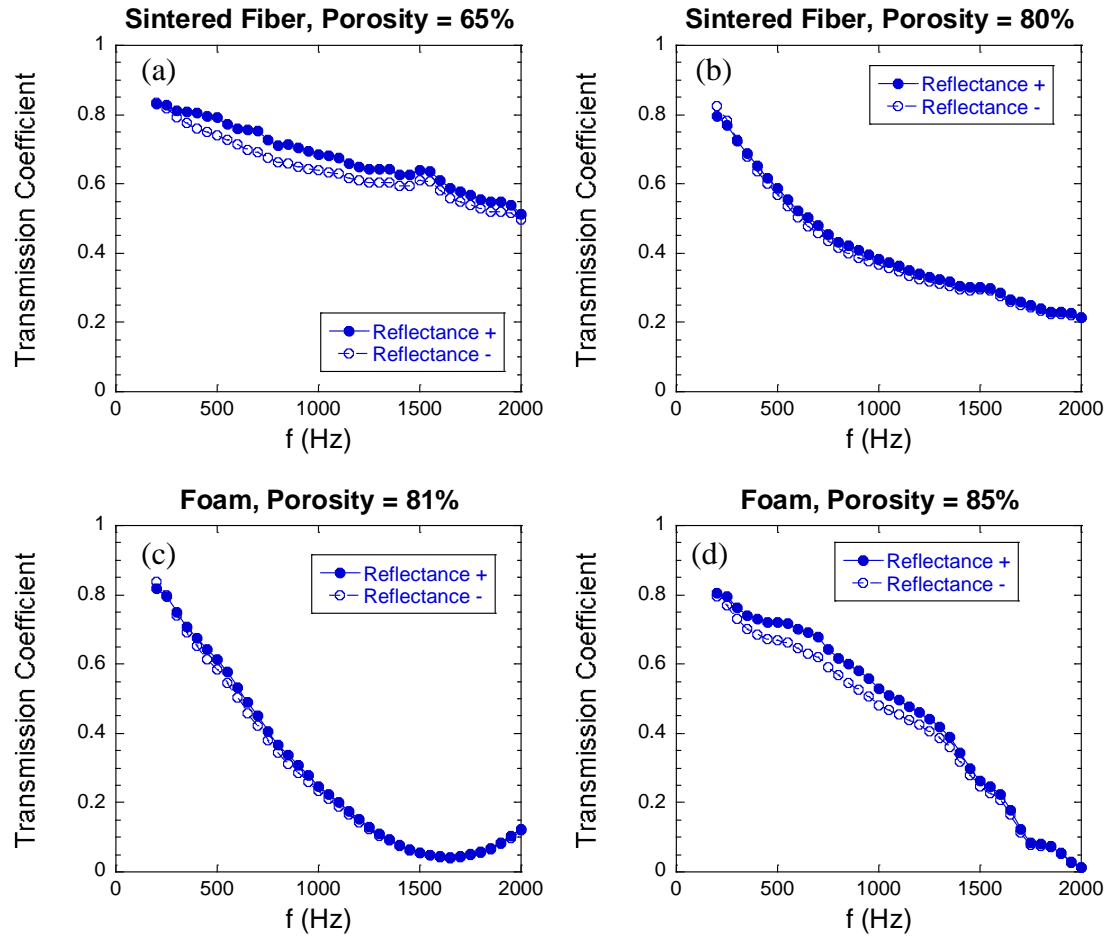 Sintered Fiber, Porosity = 65%
(a)
Reflectance +
Reflectance -
Transmission Coefficient
1
0.8
0.6
0.4
0.2
0
0 500 1000 1500 2000
f (Hz)
Sintered Fiber, Porosity = 80%
(b)
Reflectance +
Reflectance -
Transmission Coefficient
1
0.8
0.6
0.4
0.2
0
0 500 1000 1500 2000
f (Hz)
Foam, Porosity = 81%
(c)
Reflectance +
Reflectance -
Transmission Coefficient
1
0.8
0.6
0.4
0.2
0
0 500 1000 1500 2000
f (Hz)
Foam, Porosity = 85%
(d)
Reflectance +
Reflectance -
Transmission Coefficient
1
0.8
0.6
0.4
0.2
0
0 500 1000 1500 2000
f (Hz)